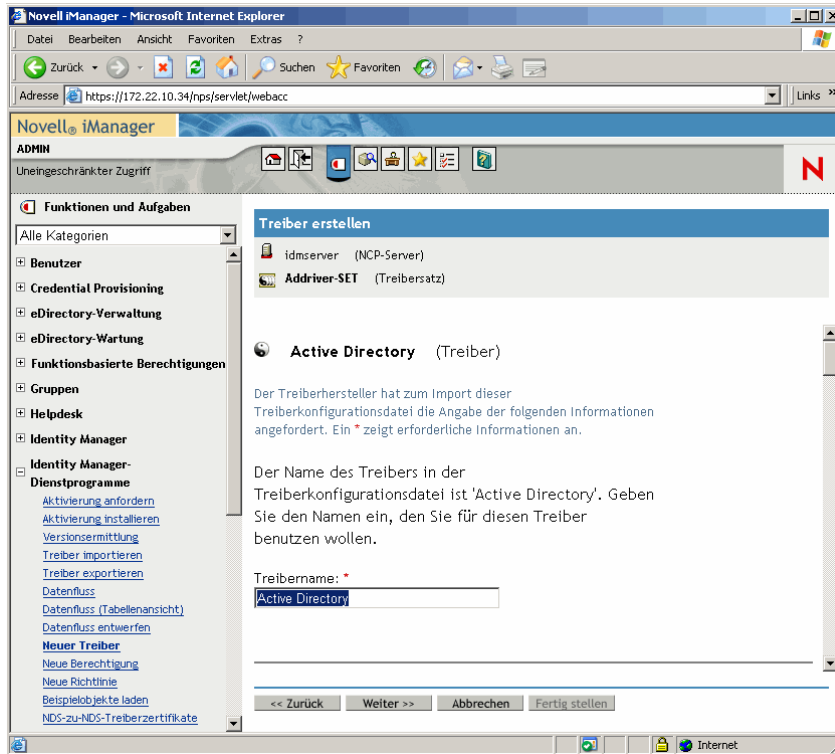 Novell iManager - Microsoft Internet Explorer
Datei Bearbeiten Ansicht Favoriten Extras ?
Zurück Suchen Favoriten
Adresse https://172.22.10.34/nps/servlet/webacc Links »
Novell® iManager
ADMIN
Uneingeschränkter Zugriff
N
Funktionen und Aufgaben
Alle Kategorien
Benutzer
Credential Provisioning
eDirectory-Verwaltung
eDirectory-Wartung
Funktionsbasierte Berechtigungen
Gruppen
Helpdesk
Identity Manager
Identity Manager-
Dienstprogramme
Aktivierung anfordern
Aktivierung installieren
Versionsermittlung
Treiber importieren
Treiber exportieren
Datenfluss
Datenfluss (Tabellenansicht)
Datenfluss entwerfen
Neuer Treiber
Neue Berechtigung
Neue Richtlinie
Beispielobjekte laden
NDS-zu-NDS-Treiberzertifikate
Treiber erstellen
idmserver (NCP-Server)
Addriver-SET (Treibersatz)
Active Directory (Treiber)
Der Treiberhersteller hat zum Import dieser
Treiberkonfigurationsdatei die Angabe der folgenden Informationen
angefordert. Ein * zeigt erforderliche Informationen an.
Der Name des Treibers in der
Treiberkonfigurationsdatei ist 'Active Directory'. Geben
Sie den Namen ein, den Sie für diesen Treiber
benutzen wollen.
Treibername: *
Active Directory
<< Zurück Weiter >> Abbrechen Fertig stellen
Internet